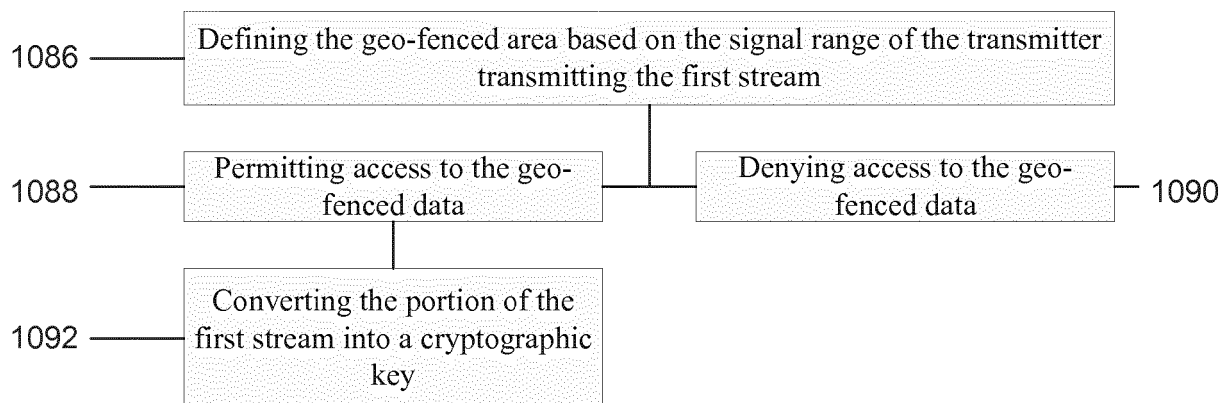 1086
Defining the geo-fenced area based on the signal range of the transmitter
transmitting the first stream
1088
Permitting access to the geo-
fenced data
Denying access to the geo-
fenced data
1090
1092
Converting the portion of the
first stream into a cryptographic
key